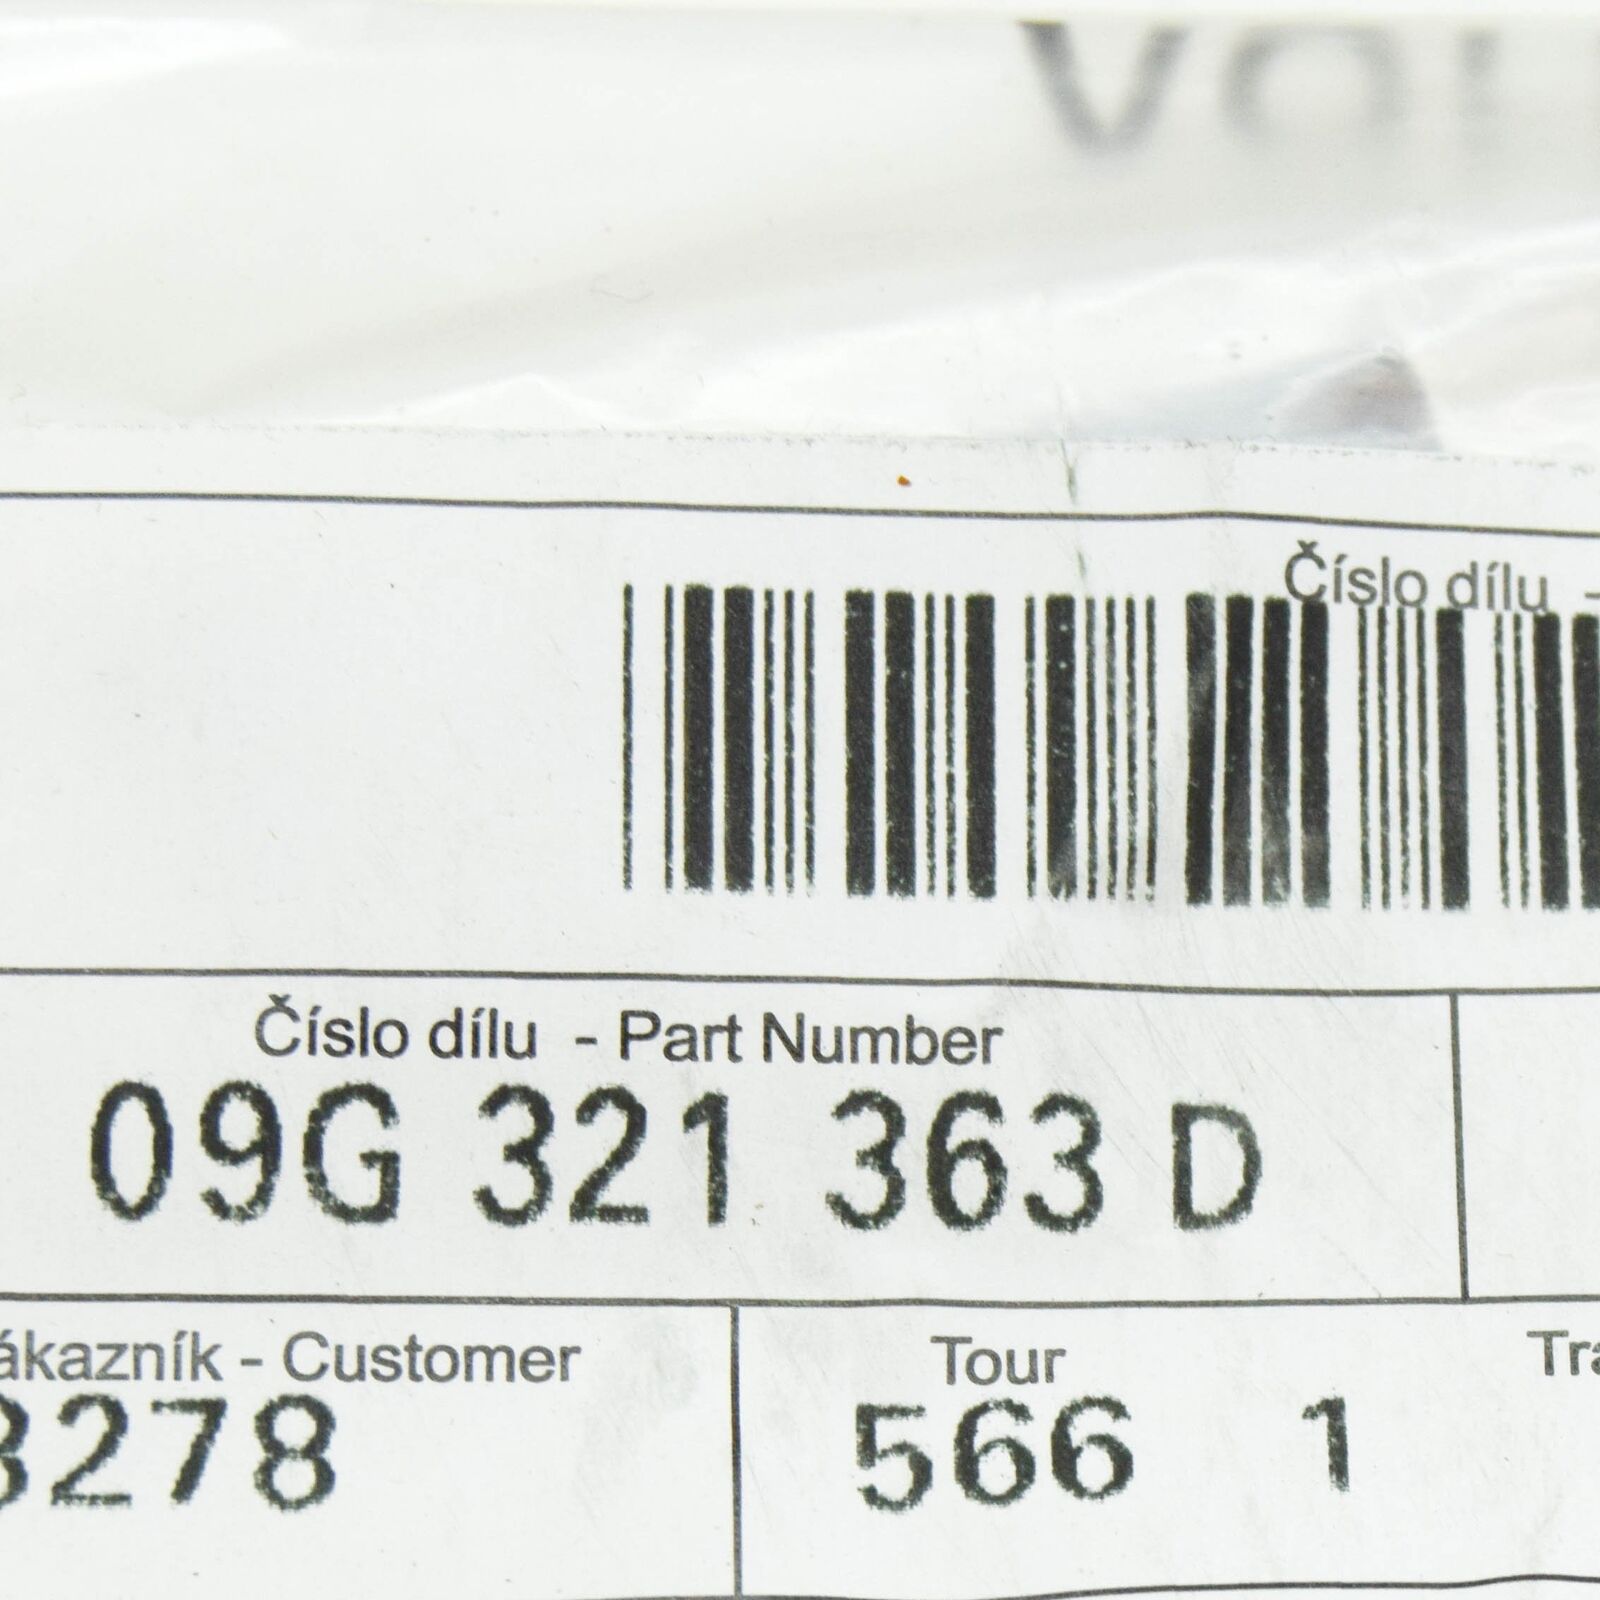 Číslo dílu -
Číslo dílu - Part Number
09G 321 363 D
ákazník - Customer
3278
Tour
566 1